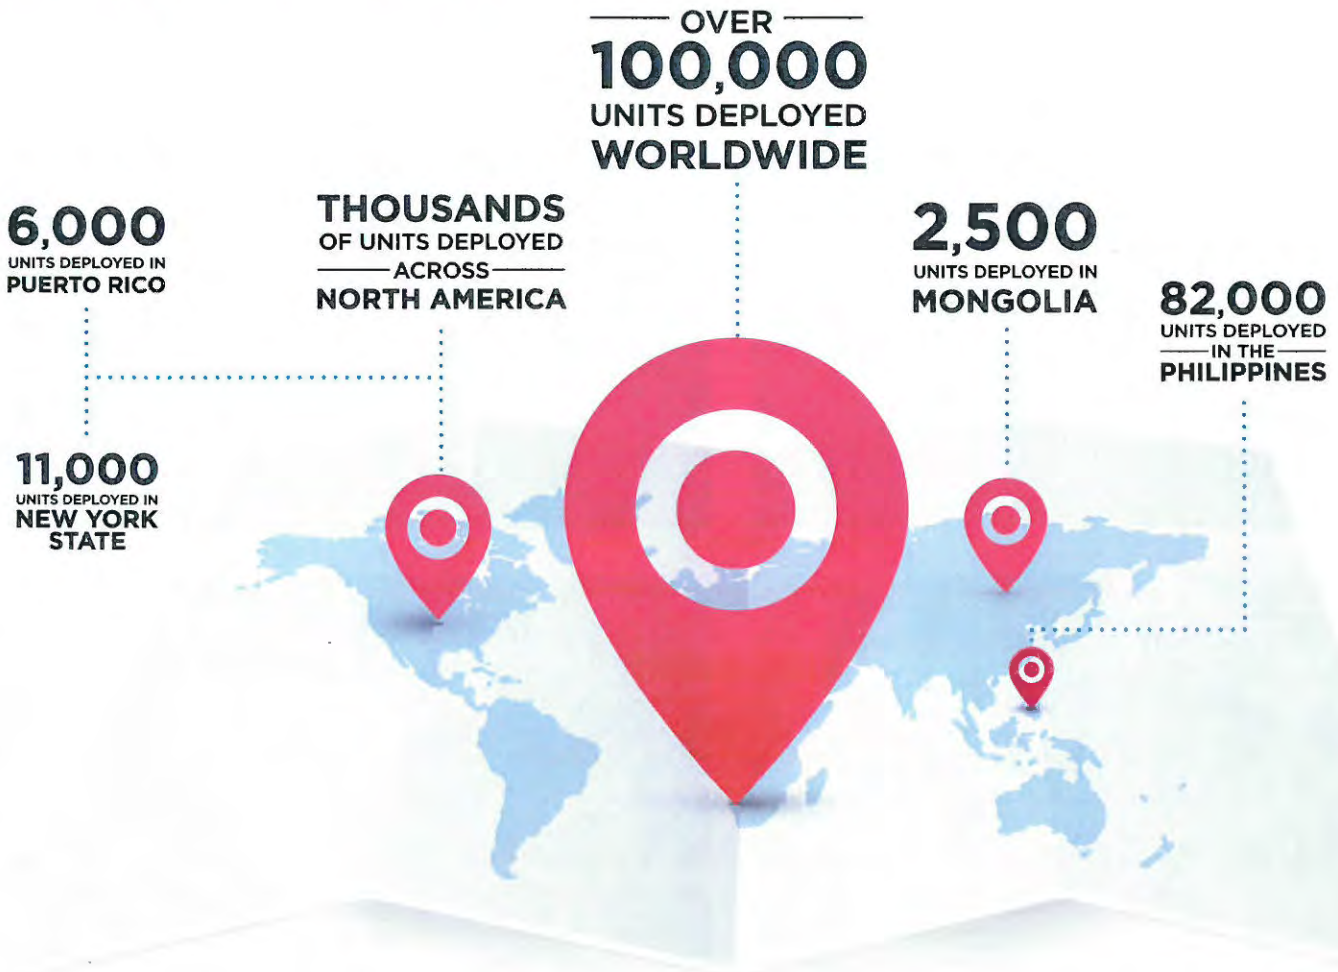 OVER
100,000
UNITS DEPLOYED
WORLDWIDE
6,000
UNITS DEPLOYED IN
PUERTO RICO
THOUSANDS
OF UNITS DEPLOYED
ACROSS
NORTH AMERICA
2,500
UNITS DEPLOYED IN
MONGOLIA
82,000
UNITS DEPLOYED
IN THE
PHILIPPINES
11,000
UNITS DEPLOYED IN
NEW YORK
STATE